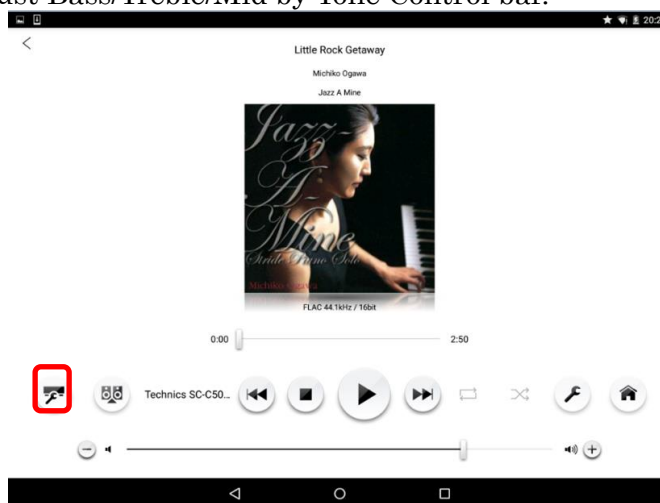 ust Bass/Treble/Mid by Tone Control bar.
20:2
Little Rock Getaway
Michiko Ogawa
Jazz A Mine
Jazz-
A-
Mine
Stride Piano Solo
Michiko Ogawa
FLAC 44.1kHz / 16bit
0:00 2:50
Technics SC-C50...